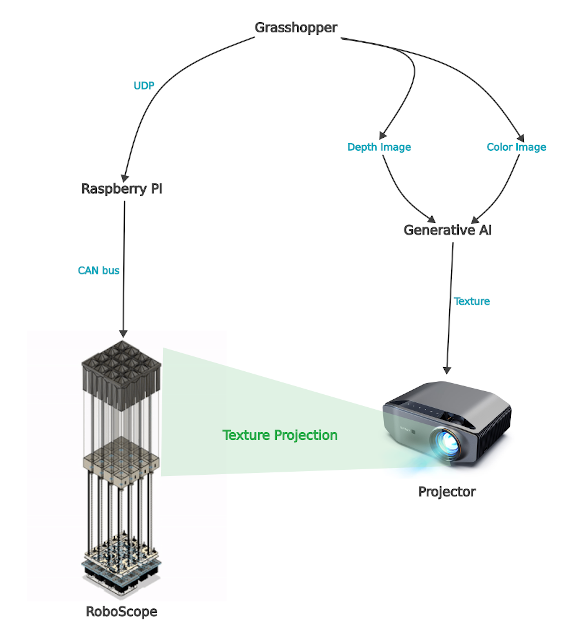 Grasshopper
UDP
Depth Image
Color Image
Raspberry PI
Generative AI
CAN bus
Texture
Texture Projection
Projector
RoboScope